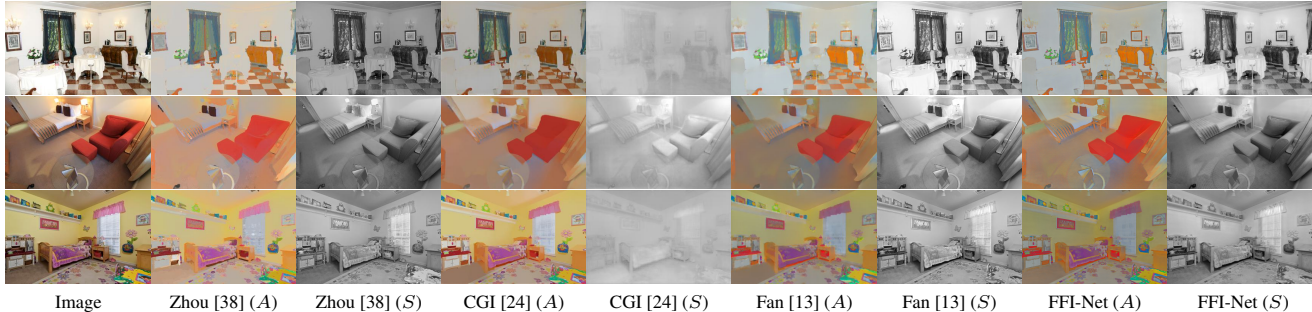 Image Zhou [38] (A) Zhou [38] (S) CGI [24] (A) CGI [24] (S) Fan [13] (A) Fan [13] (S) FFI-Net (A) FFI-Net (S)